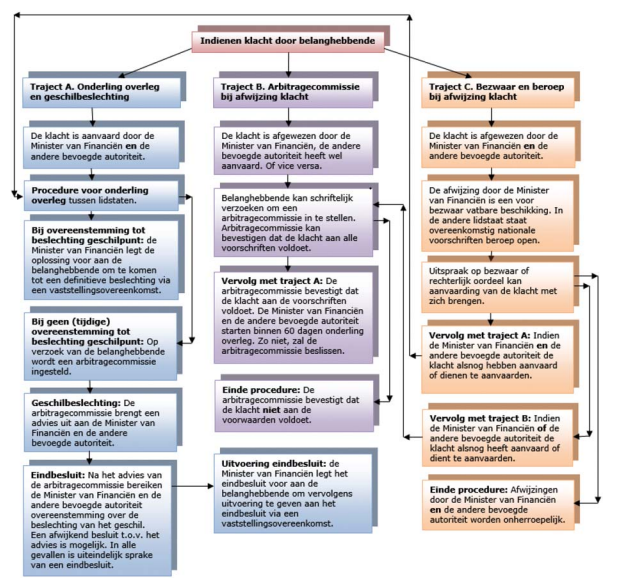 Indienen klacht door belanghebbende
Traject A. Onderling overleg
en geschilbeslechting
De klacht is aanvaard door de
Minister van Financiën en de
andere bevoegde autoriteit.
Procedure voor onderling
overleg tussen lidstaten.
Bij overeenstemming tot
beslechting geschilpunt: de
Minister van Financiën legt de
oplossing voor aan de
belanghebbende om te komen
tot een definitieve beslechting via
een vaststellingsovereenkomst.
Bij geen (tijdige)
overeenstemming tot
beslechting geschilpunt: Op
verzoek van de belanghebbende
wordt een arbitragecommissie
ingesteld.
Geschilbeslechting: De
arbitragecommissie brengt een
advies uit aan de Minister van
Financiën en de andere
bevoegde autoriteit.
Eindbesluit: Na het advies van
de arbitragecommissie bereiken
de Minister van Financiën en de
andere bevoegde autoriteit
overeenstemming over de
beslechting van het geschil.
Een afwijkend besluit t.o.v. het
advies is mogelijk. In alle
gevallen is uiteindelijk sprake
van een eindbesluit.
Traject B. Arbitragecommissie
bij afwijzing klacht
De klacht is afgewezen door de
Minister van Financiën, de andere
bevoegde autoriteit heeft wel
aanvaard. Of vice versa.
Belanghebbende kan schriftelijk
verzoeken om een
arbitragecommissie in te stellen.
Arbitragecommissie kan
bevestigen dat de klacht aan alle
voorschriften voldoet.
Vervolg met traject A: De
arbitragecommissie bevestigt dat
de klacht aan de voorschriften
voldoet. De Minister van Financiën
en de andere bevoegde autoriteit
starten binnen 60 dagen onderling
overleg. Zo niet, zal de
arbitragecommissie beslissen.
Einde procedure: De
arbitragecommissie bevestigt dat
de klacht niet aan de
voorwaarden voldoet.
Uitvoering eindbesluit: de
Minister van Financiën legt het
eindbesluit voor aan de
belanghebbende om vervolgens
uitvoering te geven aan het
eindbesluit via een
vaststellingsovereenkomst.
Traject C. Bezwaar en beroep
bij afwijzing klacht
De klacht is afgewezen door de
Minister van Financiën en de
andere bevoegde autoriteit.
De afwijzing door de Minister
van Financiën is een voor
bezwaar vatbare beschikking. In
de andere lidstaat staat
overeenkomstig nationale
voorschriften beroep open.
Uitspraak op bezwaar of
rechterlijk oordeel kan
aanvaarding van de klacht met
zich brengen.
Vervolg met traject A: Indien
de Minister van Financiën
en de andere bevoegde autoriteit
de klacht alsnog hebben aanvaard
of dienen te aanvaarden.
Vervolg met traject B: Indien
de Minister van Financiën of de
andere bevoegde autoriteit de
klacht alsnog heeft aanvaard of
dient te aanvaarden.
Einde procedure: Afwijzingen
door de Minister van Financiën
en de andere bevoegde
autoriteit worden onherroepelijk.